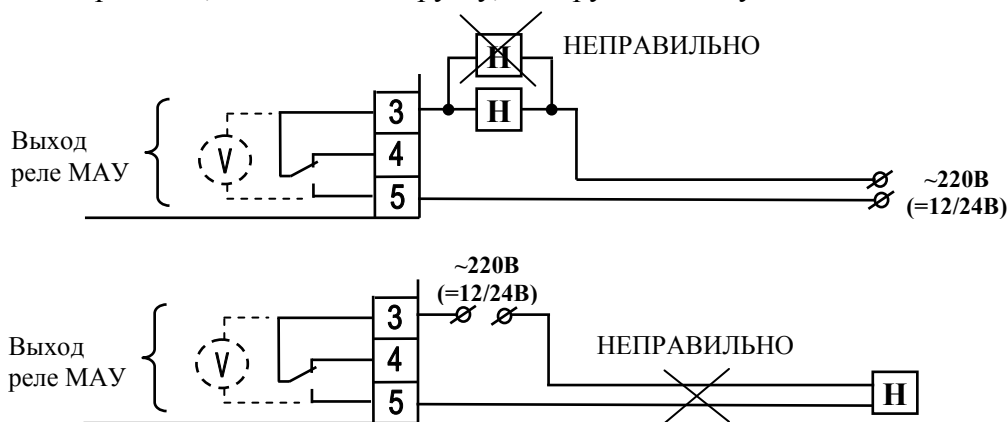 НЕПРАВИЛЬНО
Н
Н
3
4
5
V
Выход
реле МАУ
~220В
(=12/24В)
~220В
(=12/24В)
3
4
5
V
Выход
реле МАУ
НЕПРАВИЛЬНО
Н